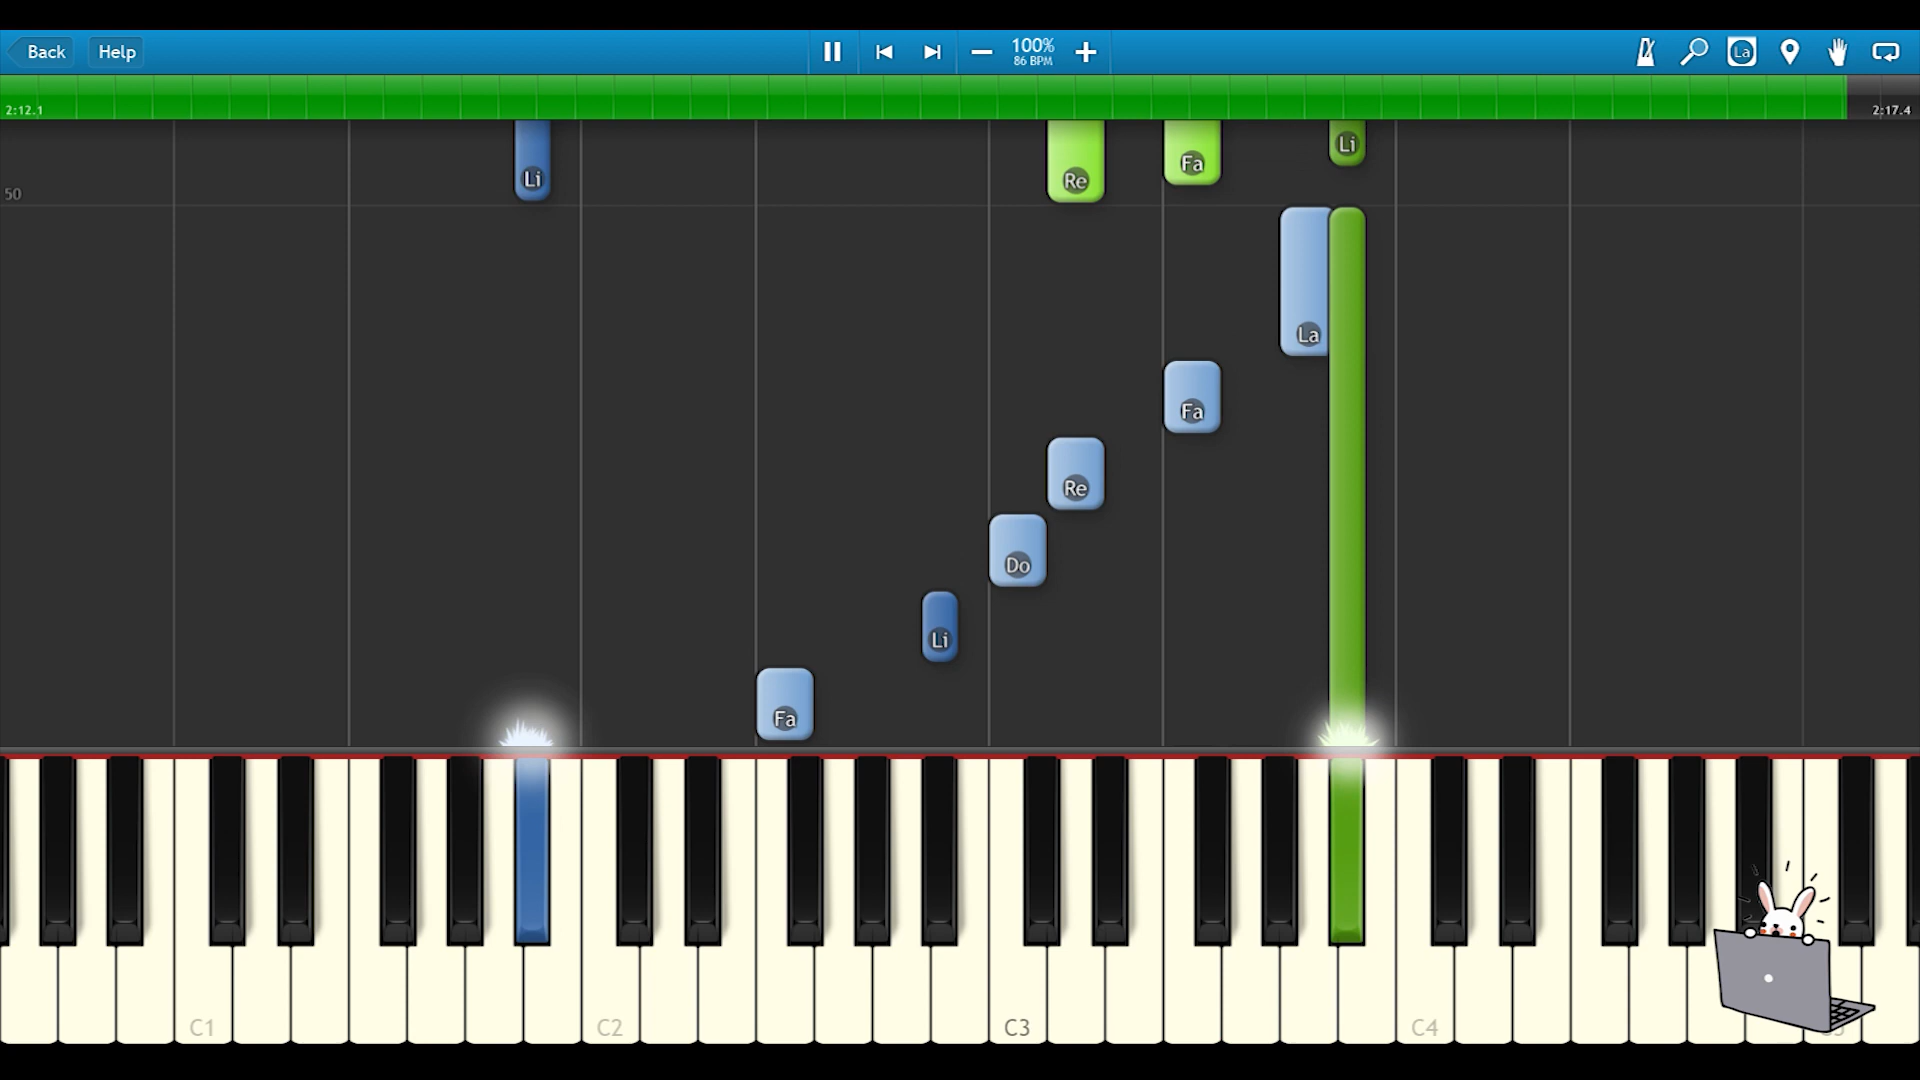 Back
Help
100%
86 BPM
La
2:12.1
2:17.4
Li
Re
Fa
Li
50
La
Fa
Re
Do
Li
Fa
C1
C2
C3
C4